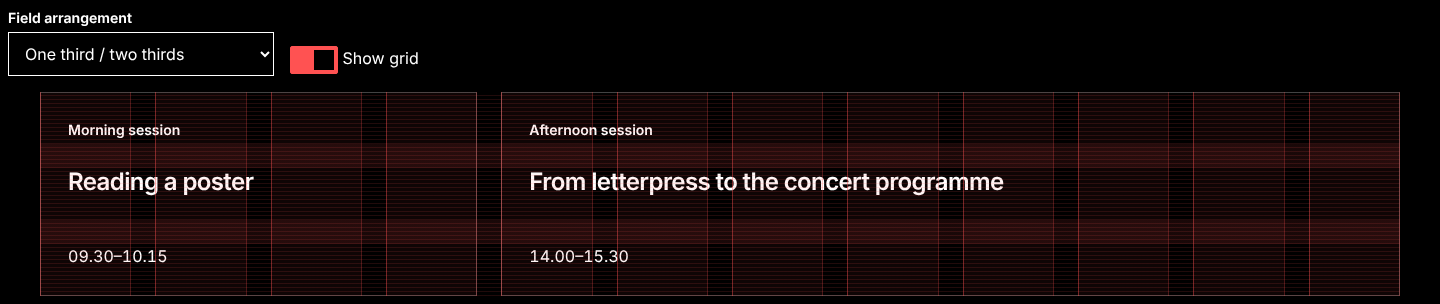 Field arrangement
One third / two thirds
Show grid
Morning session
Reading a poster
09.30–10.15
Afternoon session
From letterpress to the concert programme
14.00–15.30